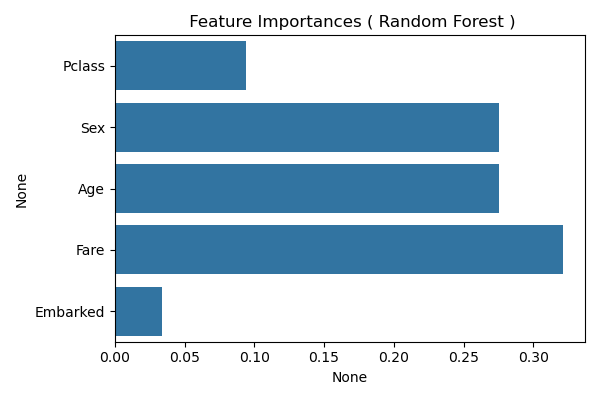 Feature Importances ( Random Forest )
None
Pclass
Sex
Age
Fare
Embarked
0.00 0.05 0.10 0.15 0.20 0.25 0.30
None